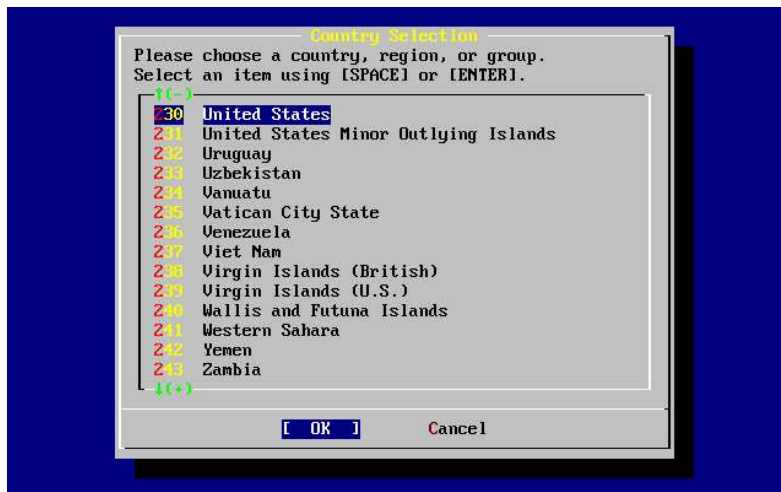 Country Selection
Please choose a country, region, or group.
Select an item using [SPACE] or [ENTER].
↑(-)
230 United States
231 United States Minor Outlying Islands
232 Uruguay
233 Uzbekistan
234 Vanuatu
235 Vatican City State
236 Venezuela
237 Viet Nam
238 Virgin Islands (British)
239 Virgin Islands (U.S.)
240 Wallis and Futuna Islands
241 Western Sahara
242 Yemen
243 Zambia
↓(+)
[ OK ] Cancel